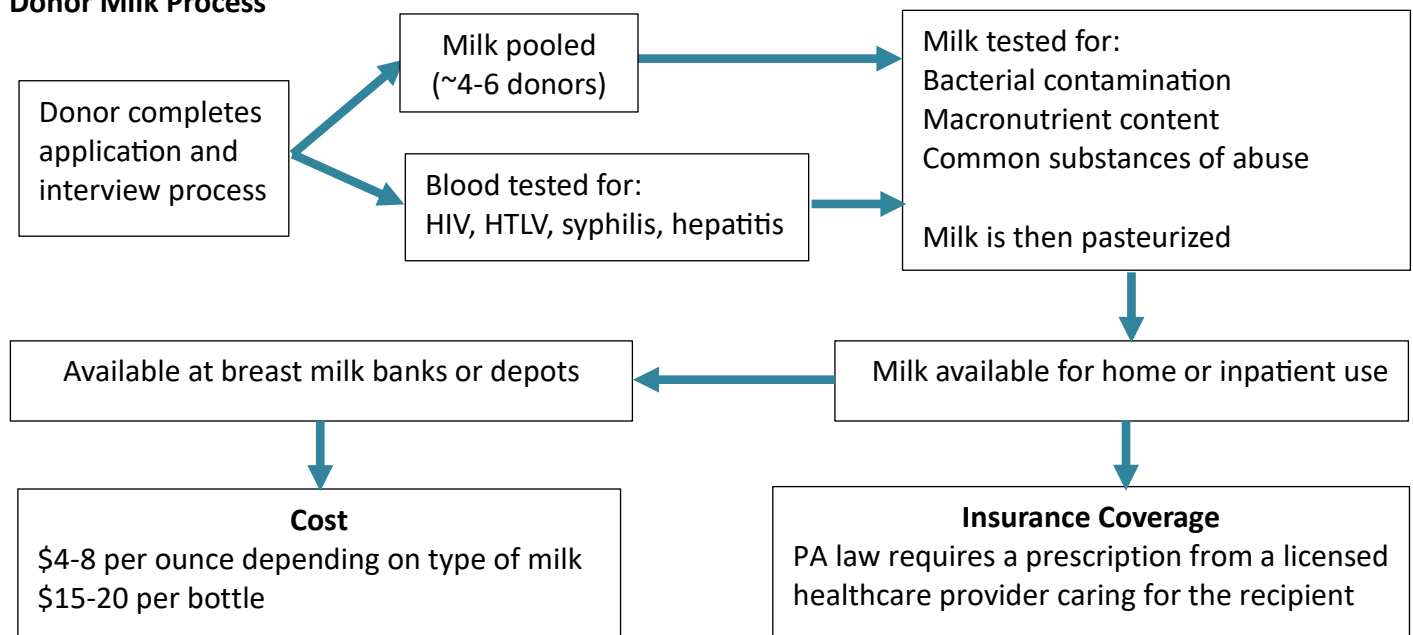 Donor Milk Process
Donor completes
application and
interview process
Milk pooled
(~4-6 donors)
Blood tested for:
HIV, HTLV, syphilis, hepatitis
Milk tested for:
Bacterial contamination
Macronutrient content
Common substances of abuse
Milk is then pasteurized
Available at breast milk banks or depots
Milk available for home or inpatient use
Cost
$4-8 per ounce depending on type of milk
$15-20 per bottle
Insurance Coverage
PA law requires a prescription from a licensed
healthcare provider caring for the recipient